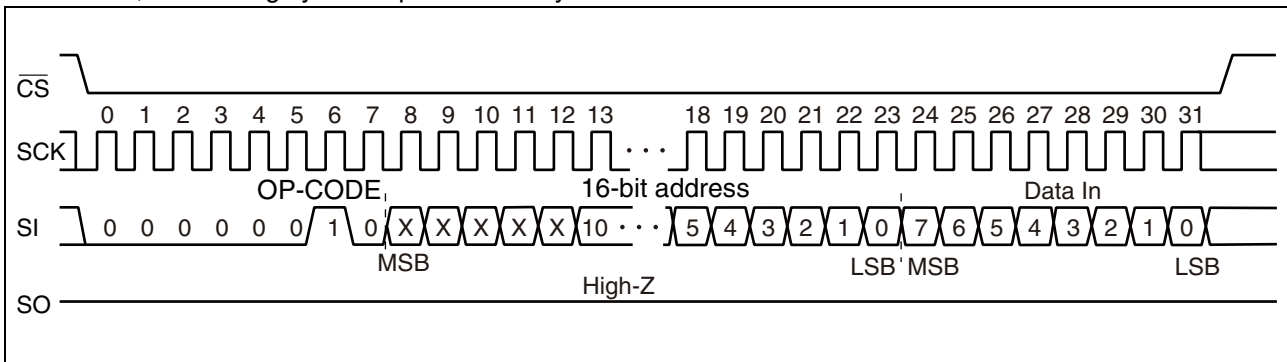 CS
0 1 2 3 4 5 6 7 8 9 10 11 12 13 18 19 20 21 22 23 24 25 26 27 28 29 30 31
SCK · · ·
OP-CODE 16-bit address Data In
SI 0 0 0 0 0 0 1 0 X X X X X 10 · · · 5 4 3 2 1 0 7 6 5 4 3 2 1 0
MSB LSB MSB LSB
High-Z
SO